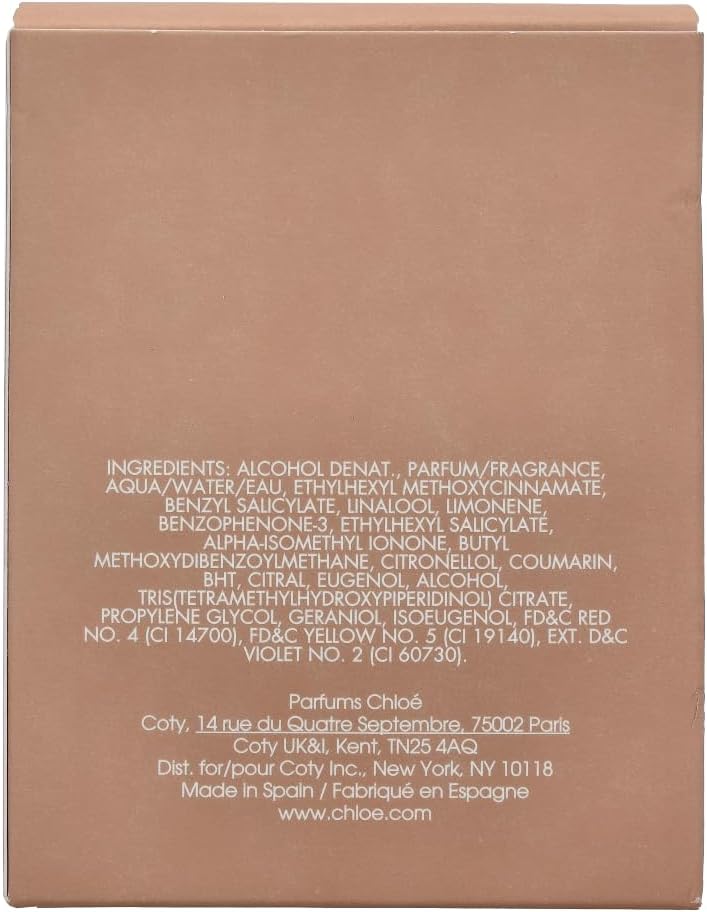 INGREDIENTS: ALCOHOL DENAT., PARFUM/FRAGRANCE,
AQUA/WATER/EAU, ETHYLHEXYL METHOXYCINNAMATE,
BENZYL SALICYLATE, LINALOOL, LIMONENE,
BENZOPHENONE-3, ETHYLHEXYL SALICYLATE,
ALPHA-ISOMETHYL IONONE, BUTYL
METHOXYDIBENZOYLMETHANE, CITRONELLOL, COUMARIN,
BHT, CITRAL, EUGENOL, ALCOHOL,
TRIS(TETRAMETHYLHYDROXYPIPERIDINOL) CITRATE,
PROPYLENE GLYCOL, GERANIOL, ISOEUGENOL, FD&C RED
NO. 4 (CI 14700), FD&C YELLOW NO. 5 (CI 19140), EXT. D&C
VIOLET NO. 2 (CI 60730).
Parfums Chloé
Coty, 14 rue du Quatre Septembre, 75002 Paris
Coty UK&I, Kent, TN25 4AQ
Dist. for/pour Coty Inc., New York, NY 10118
Made in Spain / Fabriqué en Espagne
www.chloe.com